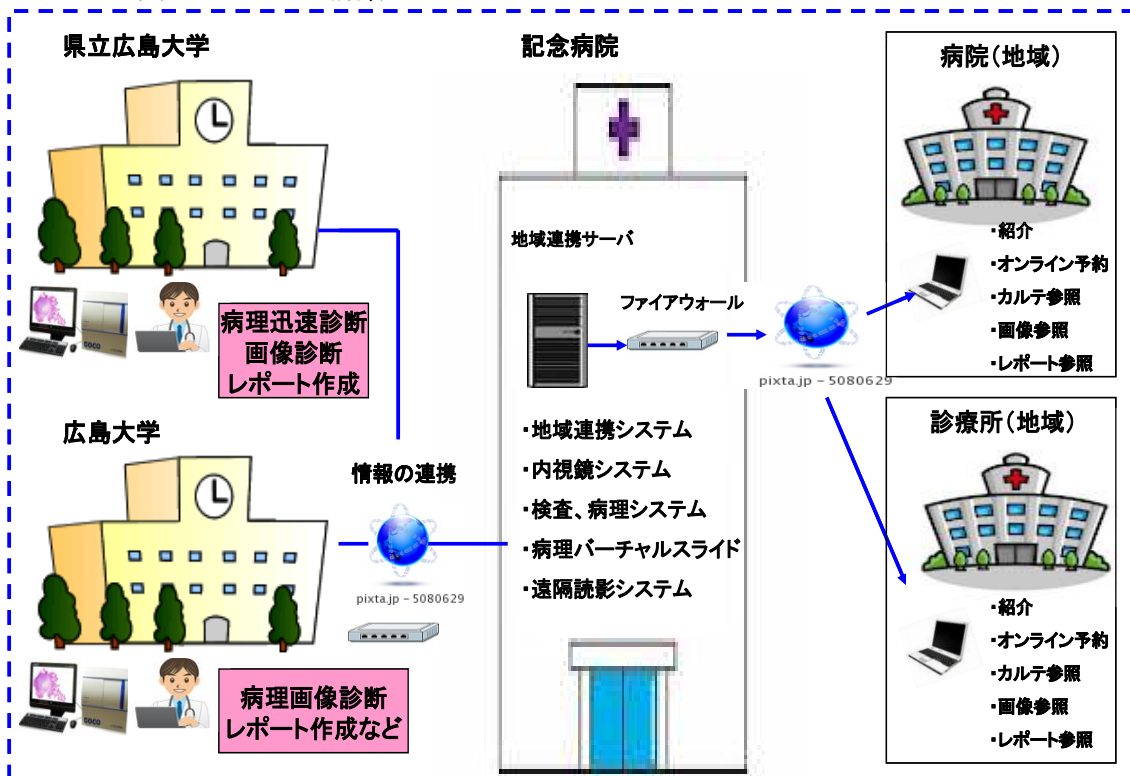 県立広島大学
病理迅速診断
画像診断
レポート作成
広島大学
病理画像診断
レポート作成など
情報の連携
pixta.jp – 5080629
記念病院
地域連携サーバ
ファイアウォール
・地域連携システム
・内視鏡システム
・検査、病理システム
・病理バーチャルスライド
・遠隔読影システム
pixta.jp – 5080629
病院（地域）
・紹介
・オンライン予約
・カルテ参照
・画像参照
・レポート参照
診療所（地域）
・紹介
・オンライン予約
・カルテ参照
・画像参照
・レポート参照